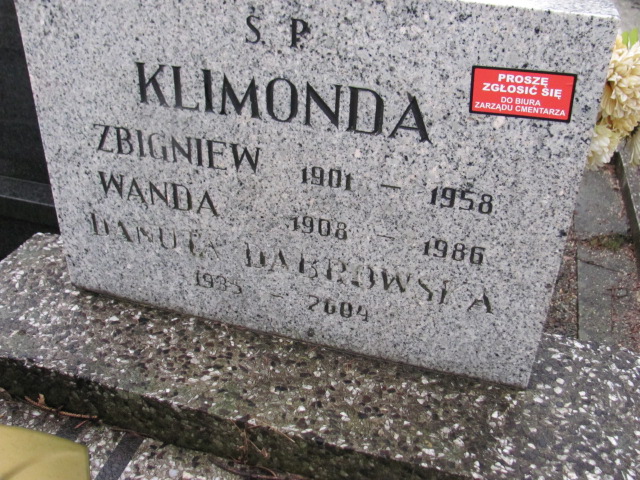 Ś. P.
KLIMONDA
ZBIGNIEW 1901 – 1958
WANDA 1908 – 1986
DANUTA DĄBROWSKA
1935 – 2004
PROSZĘ
ZGŁOSIĆ SIĘ
DO BIURA
ZARZĄDU CMENTARZA